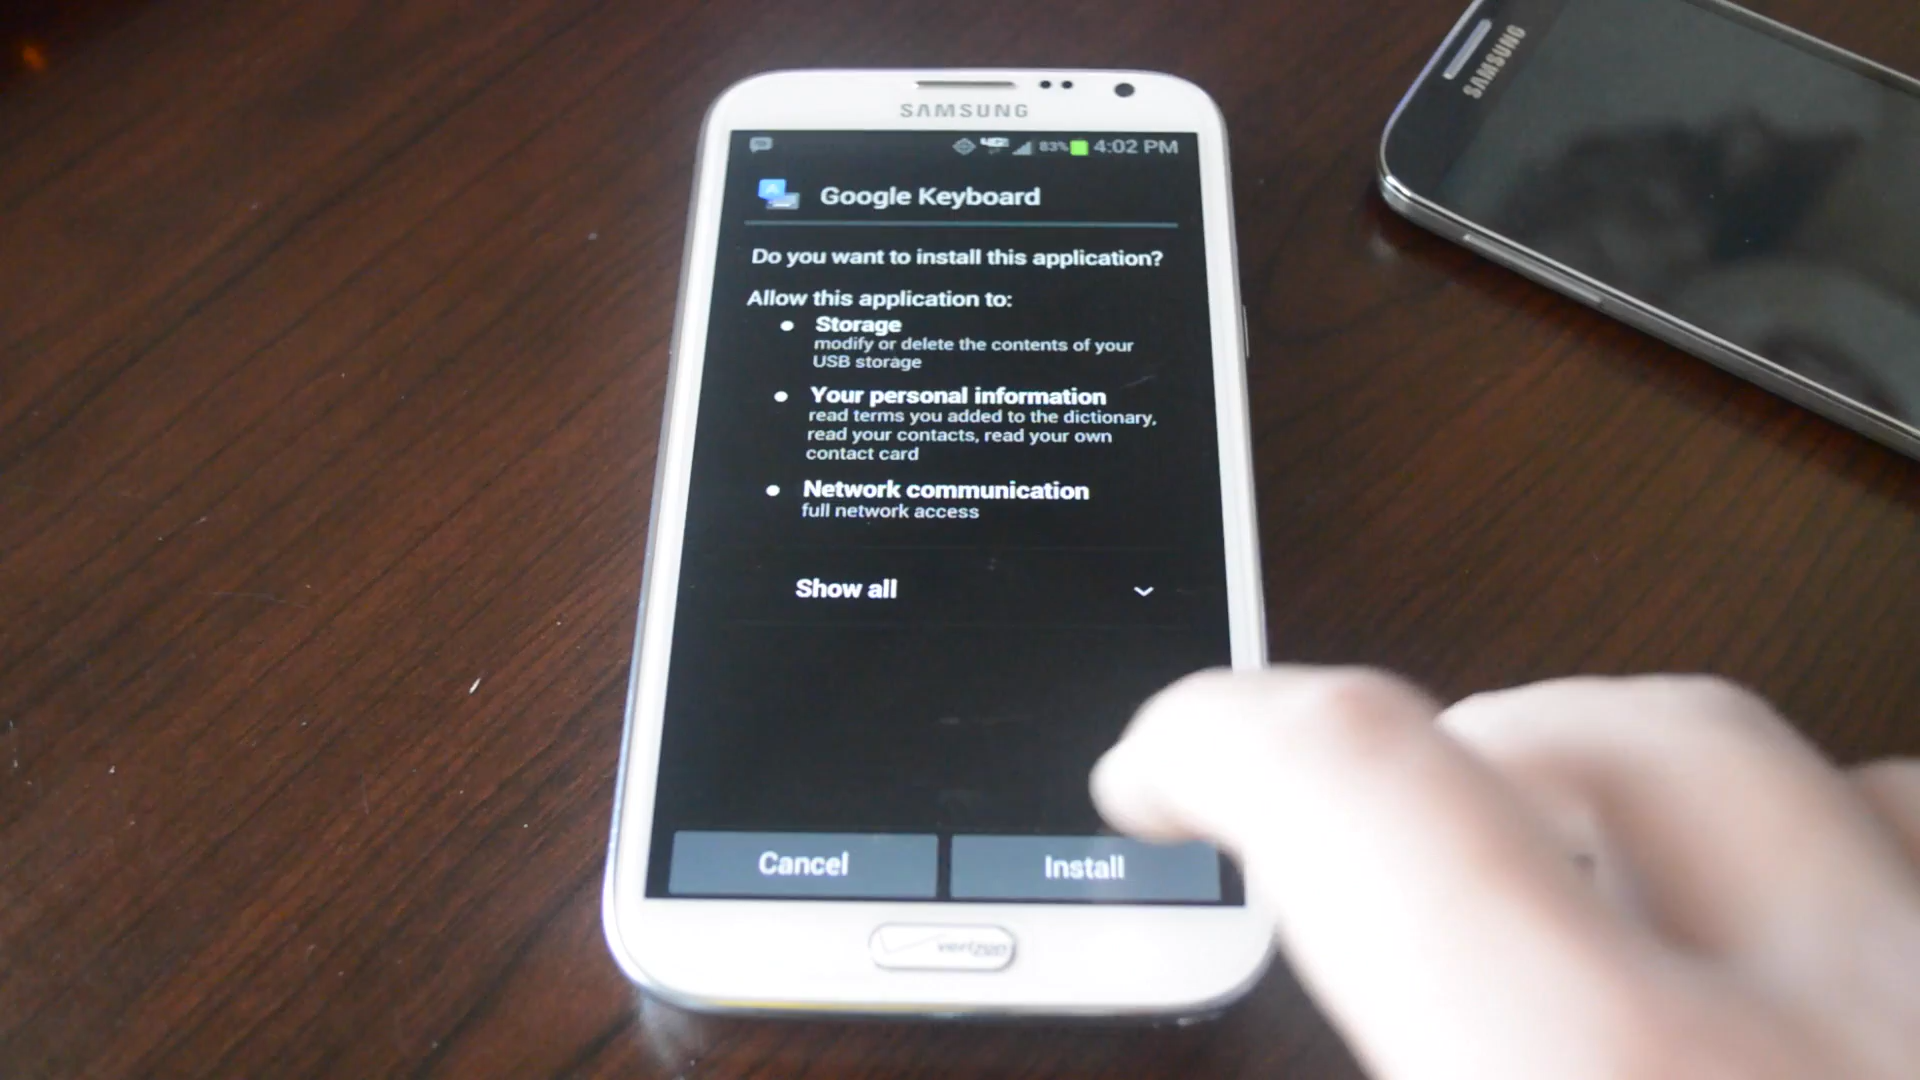 SAMSUNG
SAMSUNG
4G 83% 4:02 PM
Google Keyboard
Do you want to install this application?
Allow this application to:
Storage
modify or delete the contents of your
USB storage
Your personal information
read terms you added to the dictionary,
read your contacts, read your own
contact card
Network communication
full network access
Show all
Cancel
Install
verizon